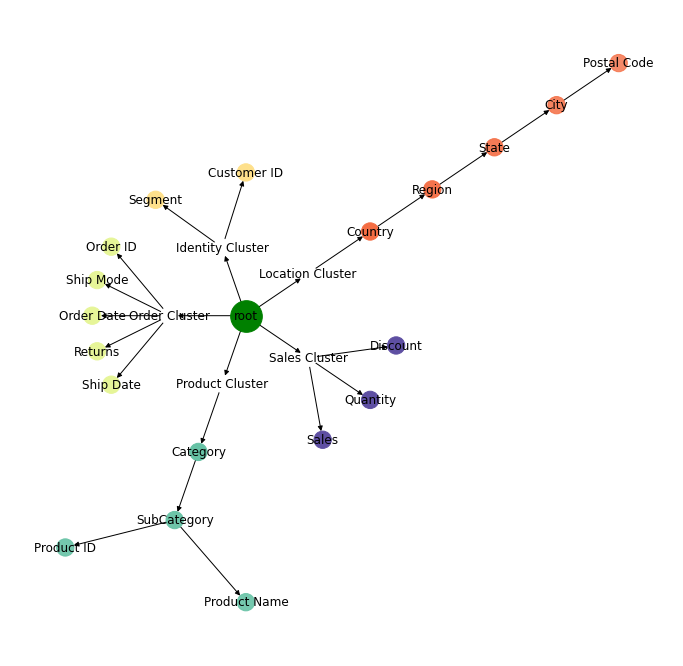 Postal Code
City
State
Customer ID
Region
Segment
Country
Order ID
Identity Cluster
Location Cluster
Ship Mode
Order Date
Order Cluster
root
Discount
Returns
Sales Cluster
Ship Date
Product Cluster
Quantity
Sales
Category
SubCategory
Product ID
Product Name